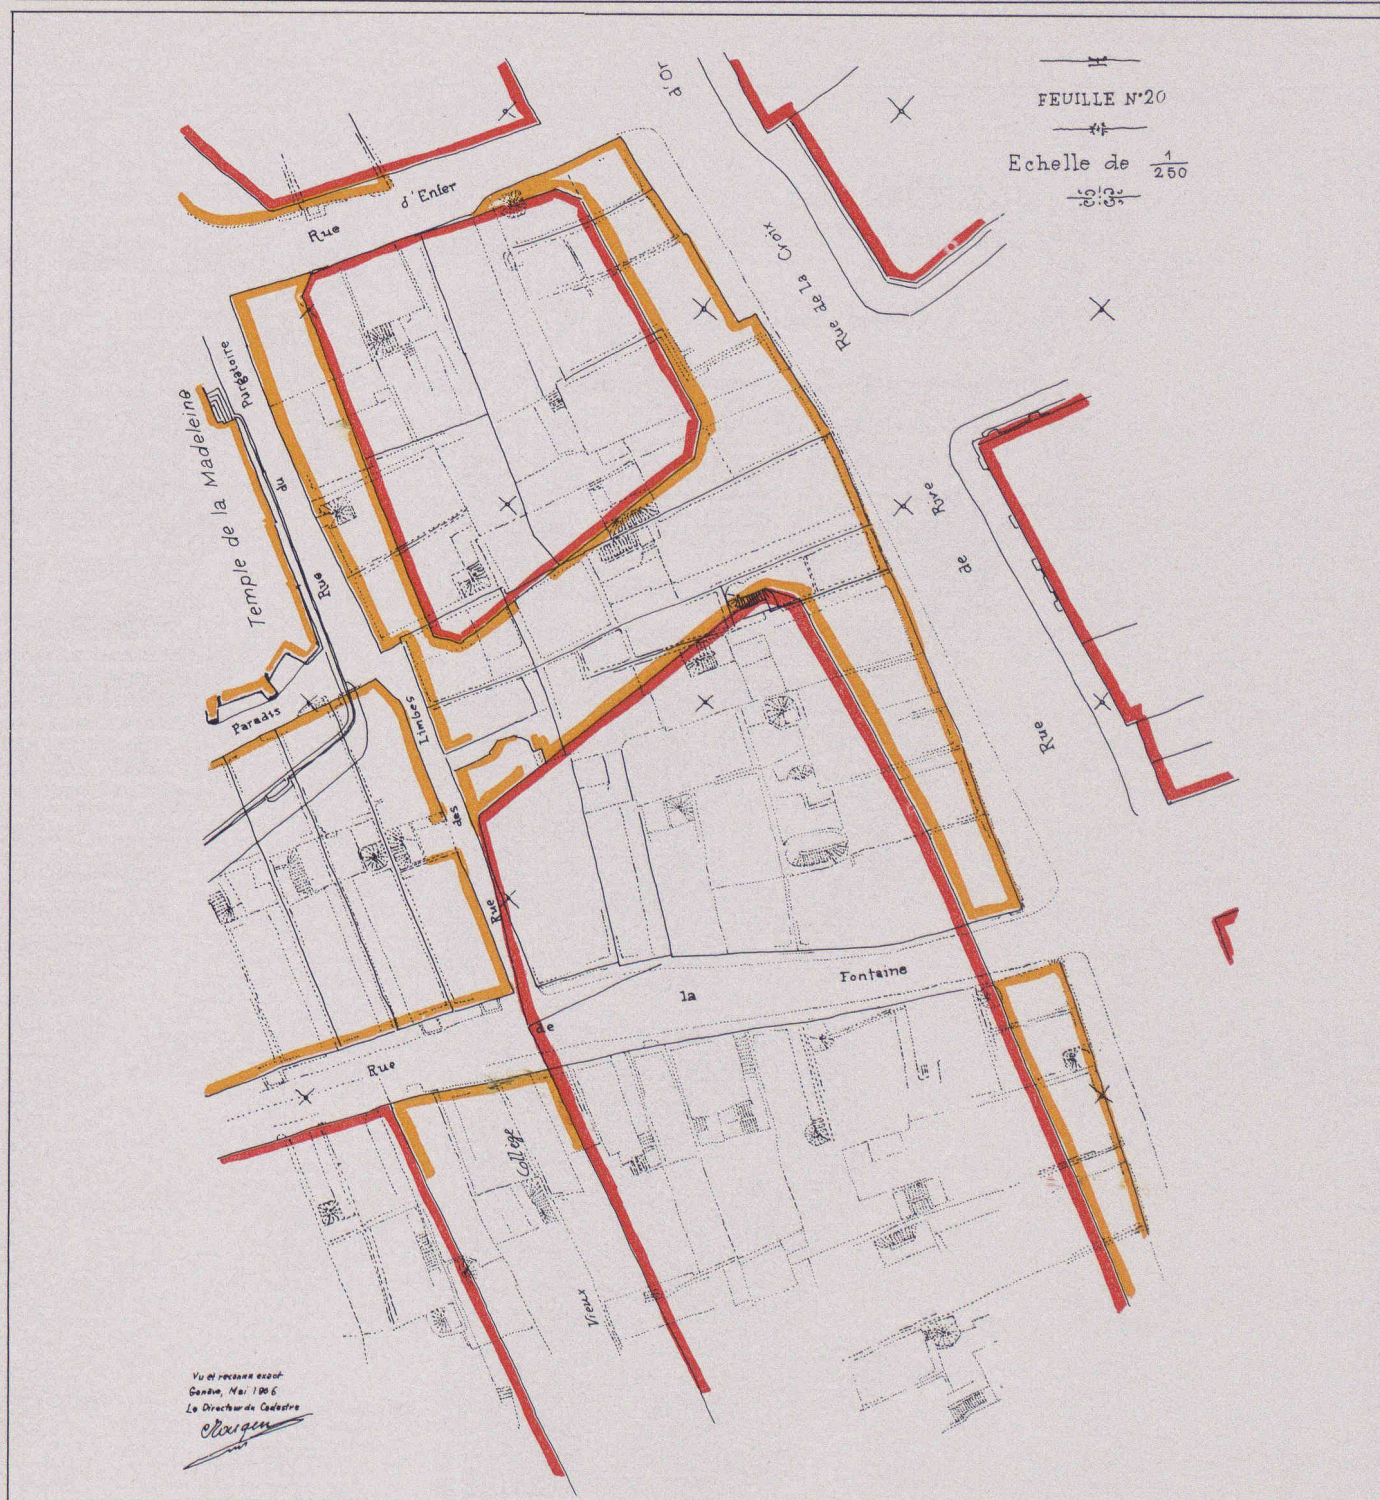 FEUILLE N°20
Echelle de 1/250
d'Or
Rue de la Croix
Rue d'Enfer
Temple de la Madeleine
Rue du Purgatoire
Paradis
Rue des Limbes
Rue de Rive
Rue de la Fontaine
Vieux Collège
Vu et reconnu exact
Genève, Mai 1906
Le Directeur du Cadastre